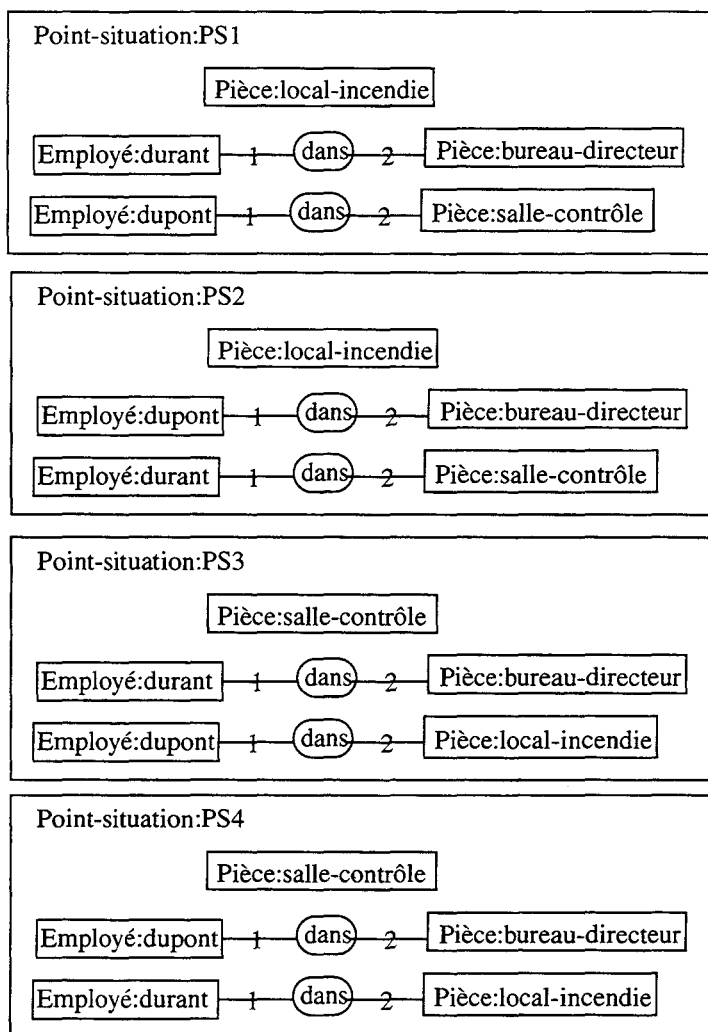 Point-situation:PS1
Pièce:local-incendie
Employé:durant 1 dans 2 Pièce:bureau-directeur
Employé:dupont 1 dans 2 Pièce:salle-contrôle
Point-situation:PS2
Pièce:local-incendie
Employé:dupont 1 dans 2 Pièce:bureau-directeur
Employé:durant 1 dans 2 Pièce:salle-contrôle
Point-situation:PS3
Pièce:salle-contrôle
Employé:durant 1 dans 2 Pièce:bureau-directeur
Employé:dupont 1 dans 2 Pièce:local-incendie
Point-situation:PS4
Pièce:salle-contrôle
Employé:dupont 1 dans 2 Pièce:bureau-directeur
Employé:durant 1 dans 2 Pièce:local-incendie